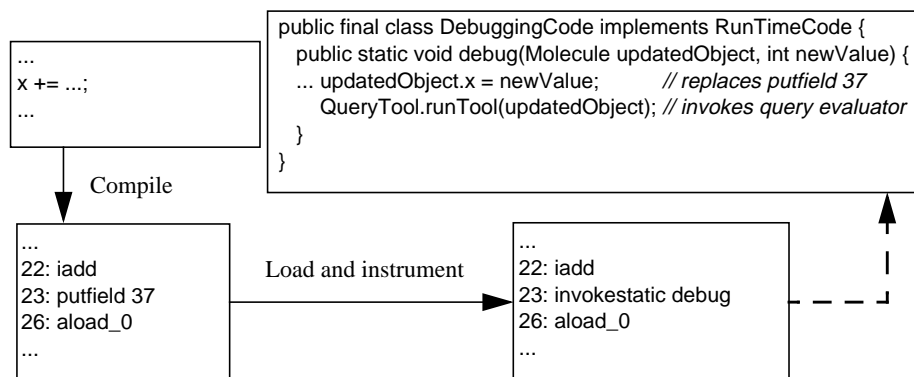 ...
x += ...;
...
public final class DebuggingCode implements RunTimeCode {
public static void debug(Molecule updatedObject, int newValue) {
... updatedObject.x = newValue; // replaces putfield 37
QueryTool.runTool(updatedObject); // invokes query evaluator
}
}
Compile
...
22: iadd
23: putfield 37
26: aload_0
...
Load and instrument
...
22: iadd
23: invokestatic debug
26: aload_0
...